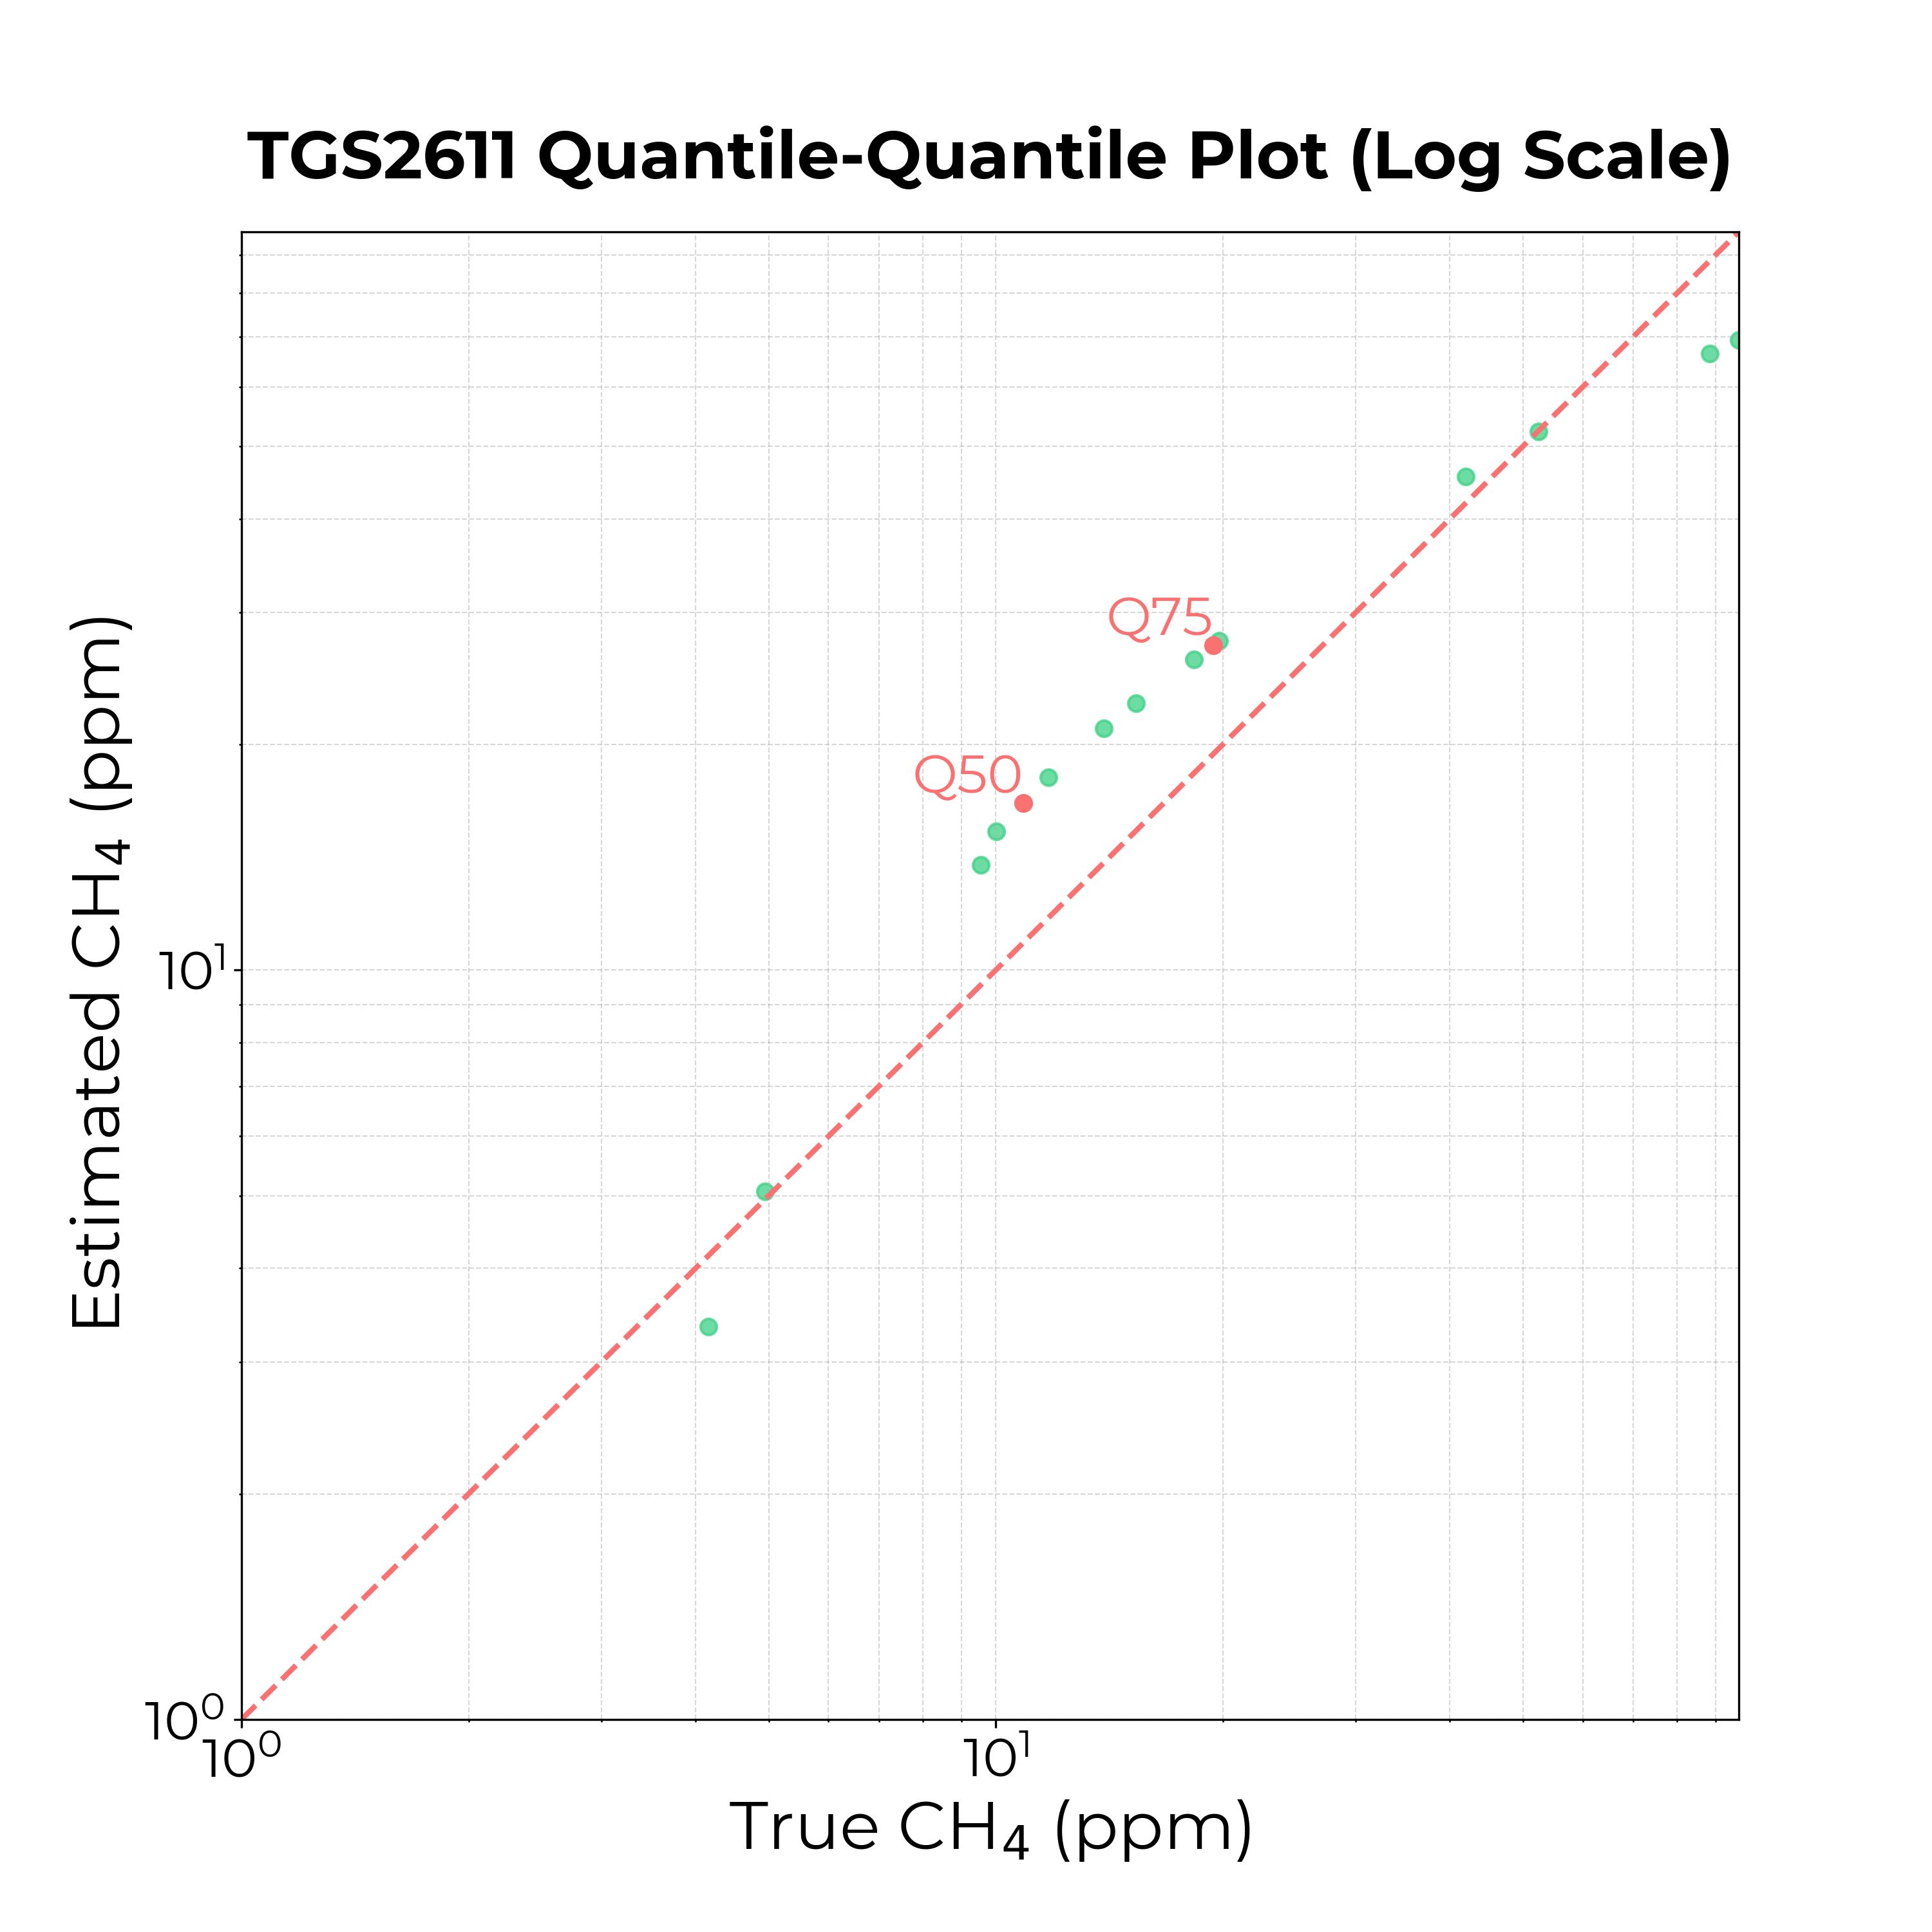 TGS2611 Quantile-Quantile Plot (Log Scale)
Estimated CH₄ (ppm)
Q75
Q50
10¹
10⁰
10⁰
10¹
True CH₄ (ppm)